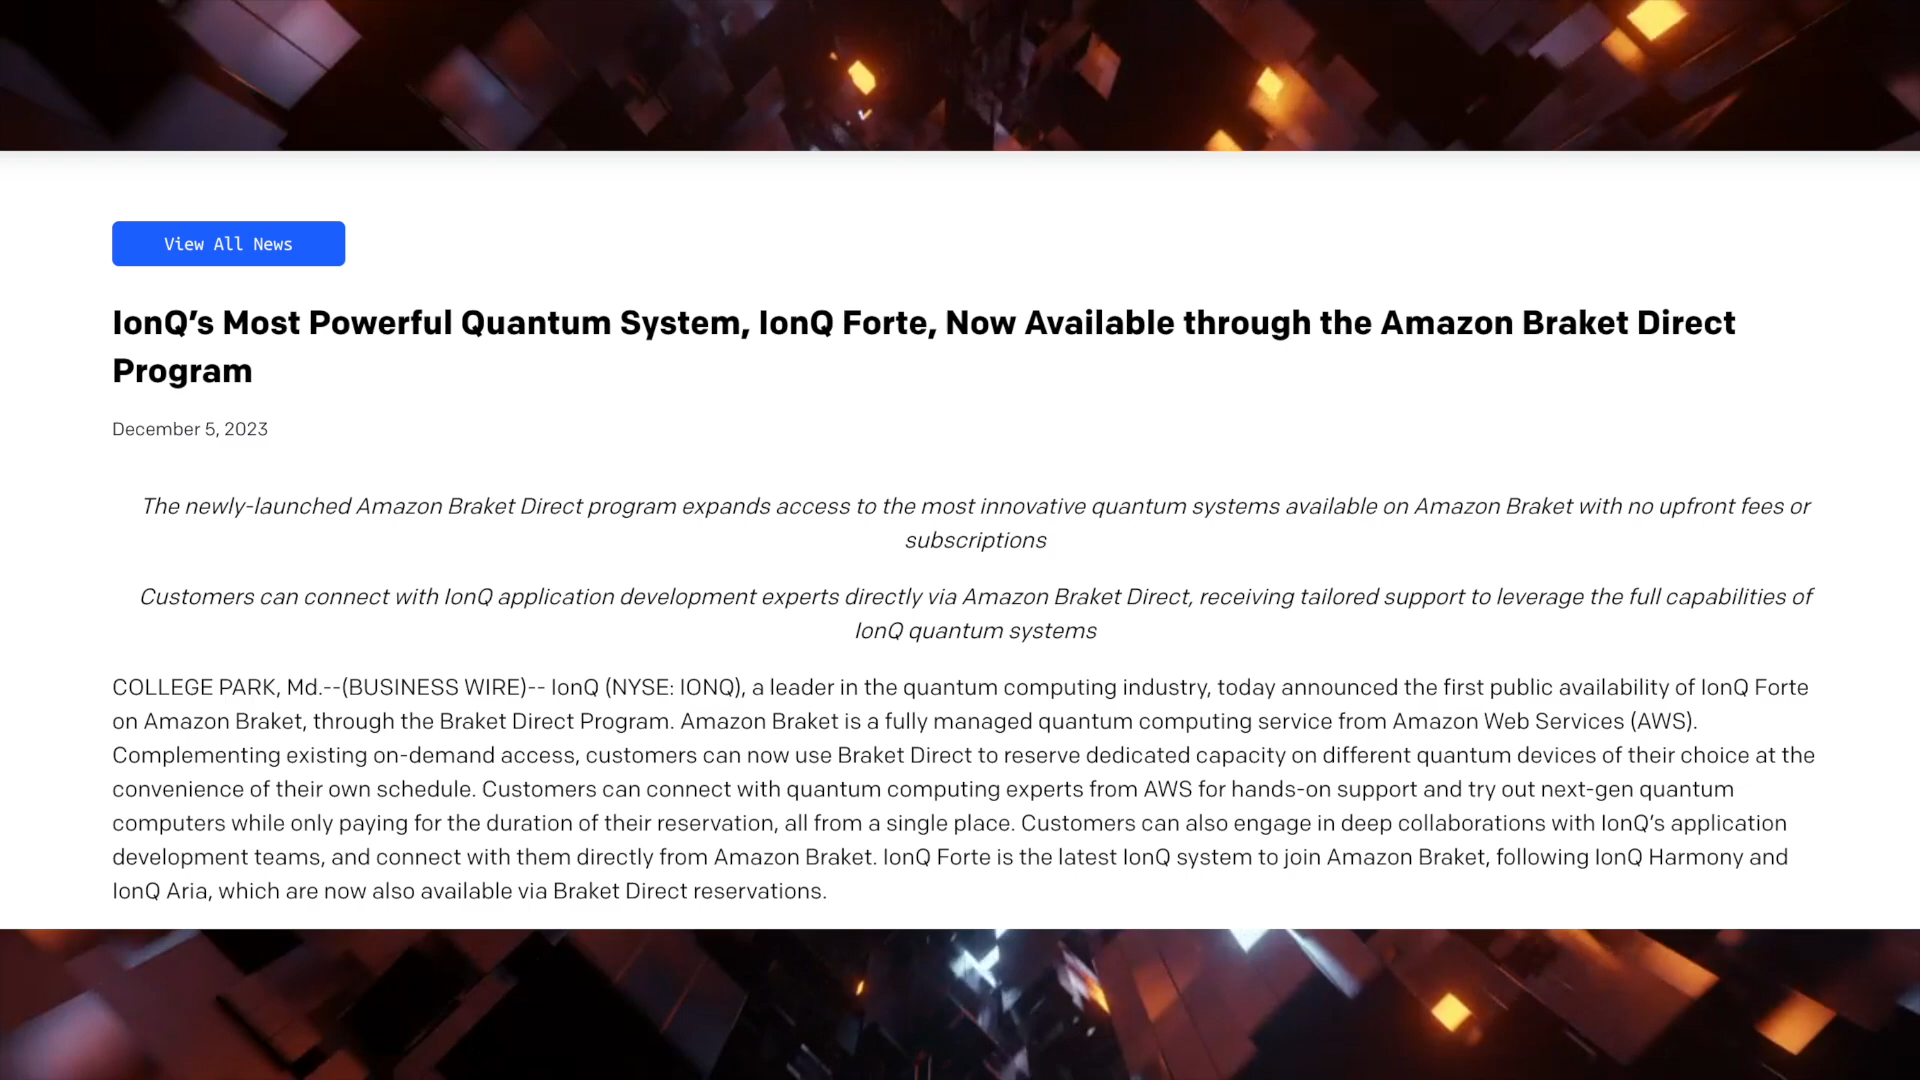 View All News
IonQ’s Most Powerful Quantum System, IonQ Forte, Now Available through the Amazon Braket Direct
Program
December 5, 2023
The newly-launched Amazon Braket Direct program expands access to the most innovative quantum systems available on Amazon Braket with no upfront fees or
subscriptions
Customers can connect with IonQ application development experts directly via Amazon Braket Direct, receiving tailored support to leverage the full capabilities of
IonQ quantum systems
COLLEGE PARK, Md.--(BUSINESS WIRE)-- IonQ (NYSE: IONQ), a leader in the quantum computing industry, today announced the first public availability of IonQ Forte
on Amazon Braket, through the Braket Direct Program. Amazon Braket is a fully managed quantum computing service from Amazon Web Services (AWS).
Complementing existing on-demand access, customers can now use Braket Direct to reserve dedicated capacity on different quantum devices of their choice at the
convenience of their own schedule. Customers can connect with quantum computing experts from AWS for hands-on support and try out next-gen quantum
computers while only paying for the duration of their reservation, all from a single place. Customers can also engage in deep collaborations with IonQ’s application
development teams, and connect with them directly from Amazon Braket. IonQ Forte is the latest IonQ system to join Amazon Braket, following IonQ Harmony and
IonQ Aria, which are now also available via Braket Direct reservations.